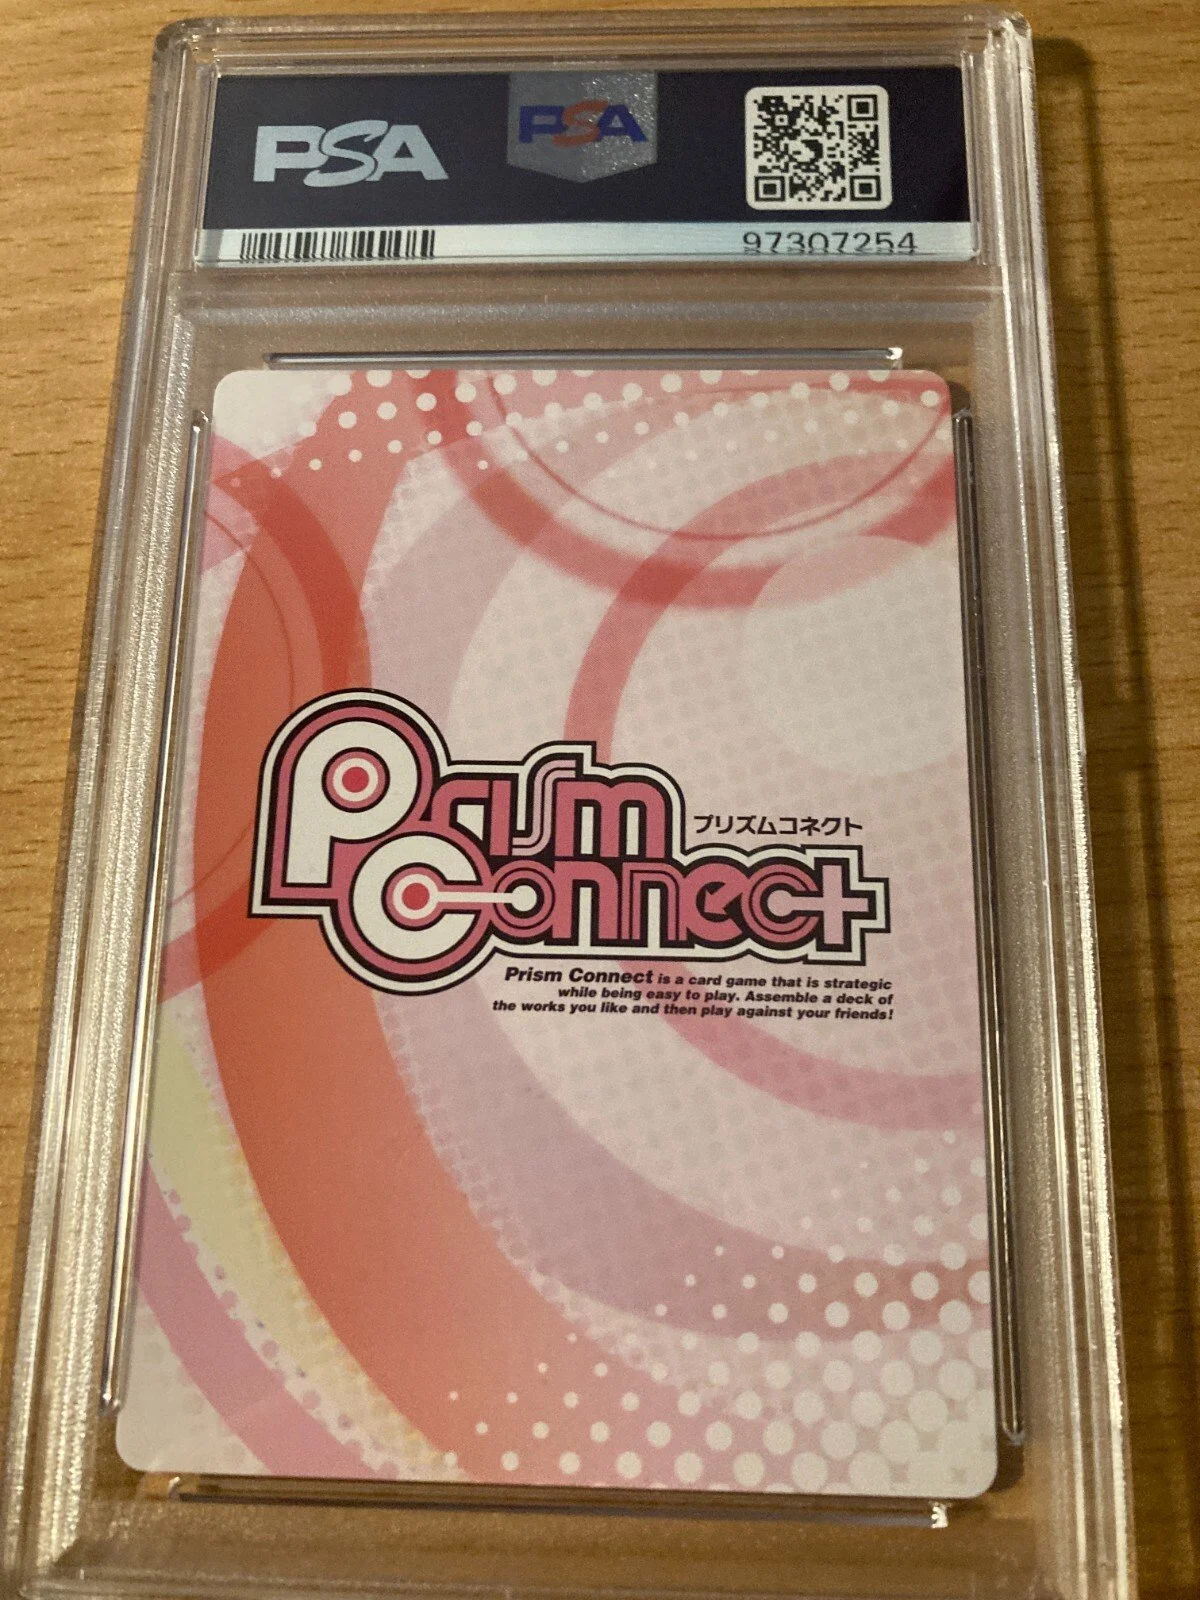 PSA
PSA
97307254
Prism
プリズムコネクト
Connect
Prism Connect is a card game that is strategic
while being easy to play. Assemble a deck of
the works you like and then play against your friends!